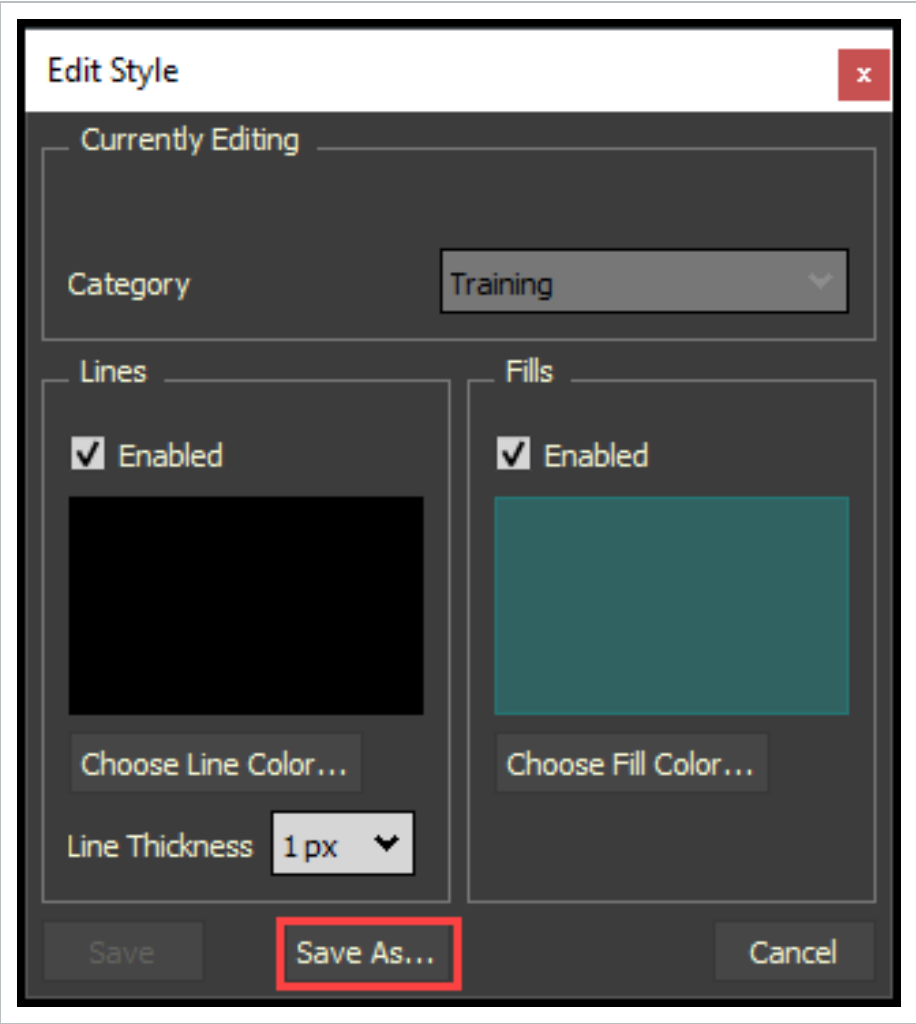 Edit Style
x
Currently Editing
Category
Training
Lines
Fills
Enabled
Enabled
Choose Line Color...
Choose Fill Color...
Line Thickness
1 px
Save
Save As...
Cancel